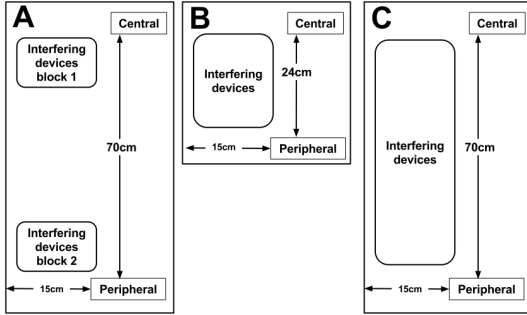 A
Central
Interfering
devices
block 1
70cm
Interfering
devices
block 2
15cm
Peripheral
B
Central
Interfering
devices
24cm
15cm
Peripheral
C
Central
Interfering
devices
70cm
15cm
Peripheral